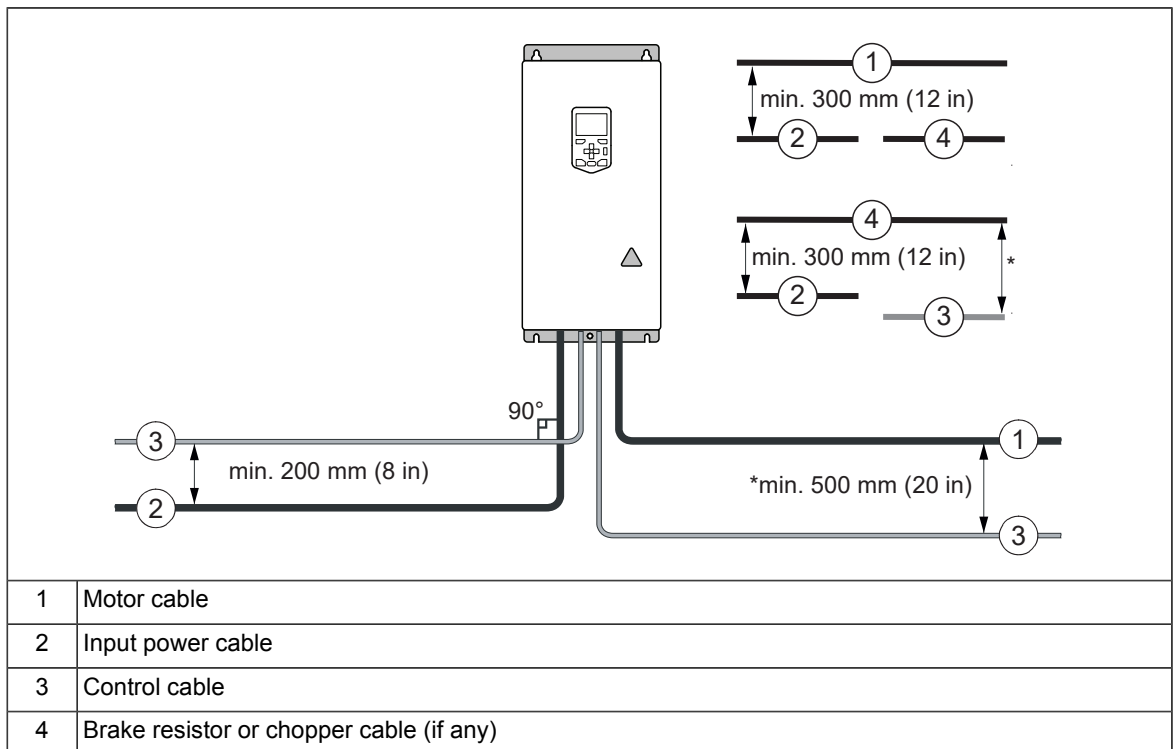 1
min. 300 mm (12 in)
2 4
4
min. 300 mm (12 in) *
2
3
90°
3
min. 200 mm (8 in)
2
1
*min. 500 mm (20 in)
3
1 Motor cable
2 Input power cable
3 Control cable
4 Brake resistor or chopper cable (if any)